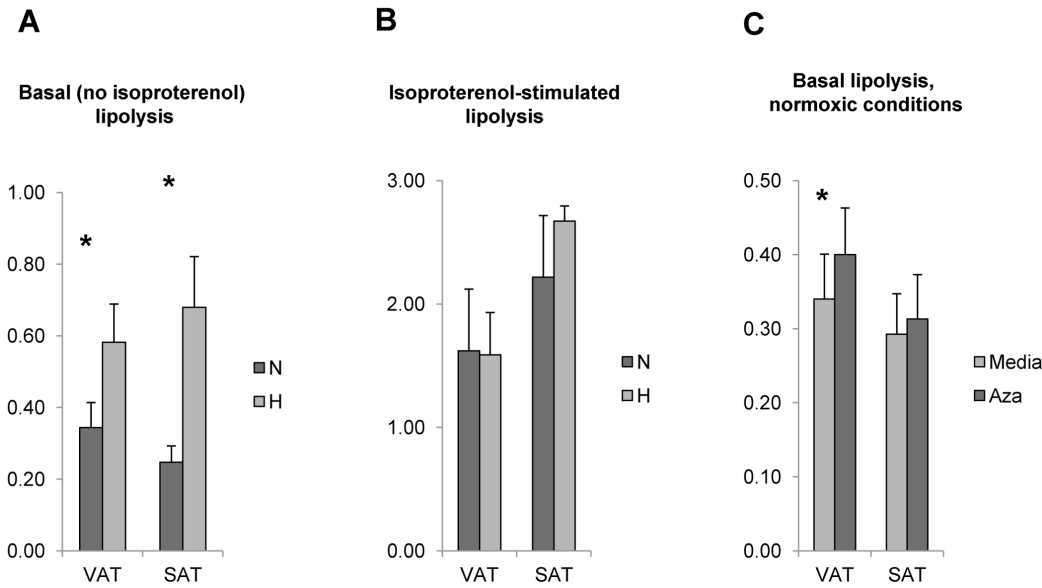 A
Basal (no isoproterenol)
lipolysis
1.00
0.80
0.60
0.40
0.20
0.00
*
*
VAT SAT
N
H
B
Isoproterenol-stimulated
lipolysis
3.00
2.00
1.00
0.00
VAT SAT
N
H
C
Basal lipolysis,
normoxic conditions
0.50
0.40
0.30
0.20
0.10
0.00
*
VAT SAT
Media
Aza